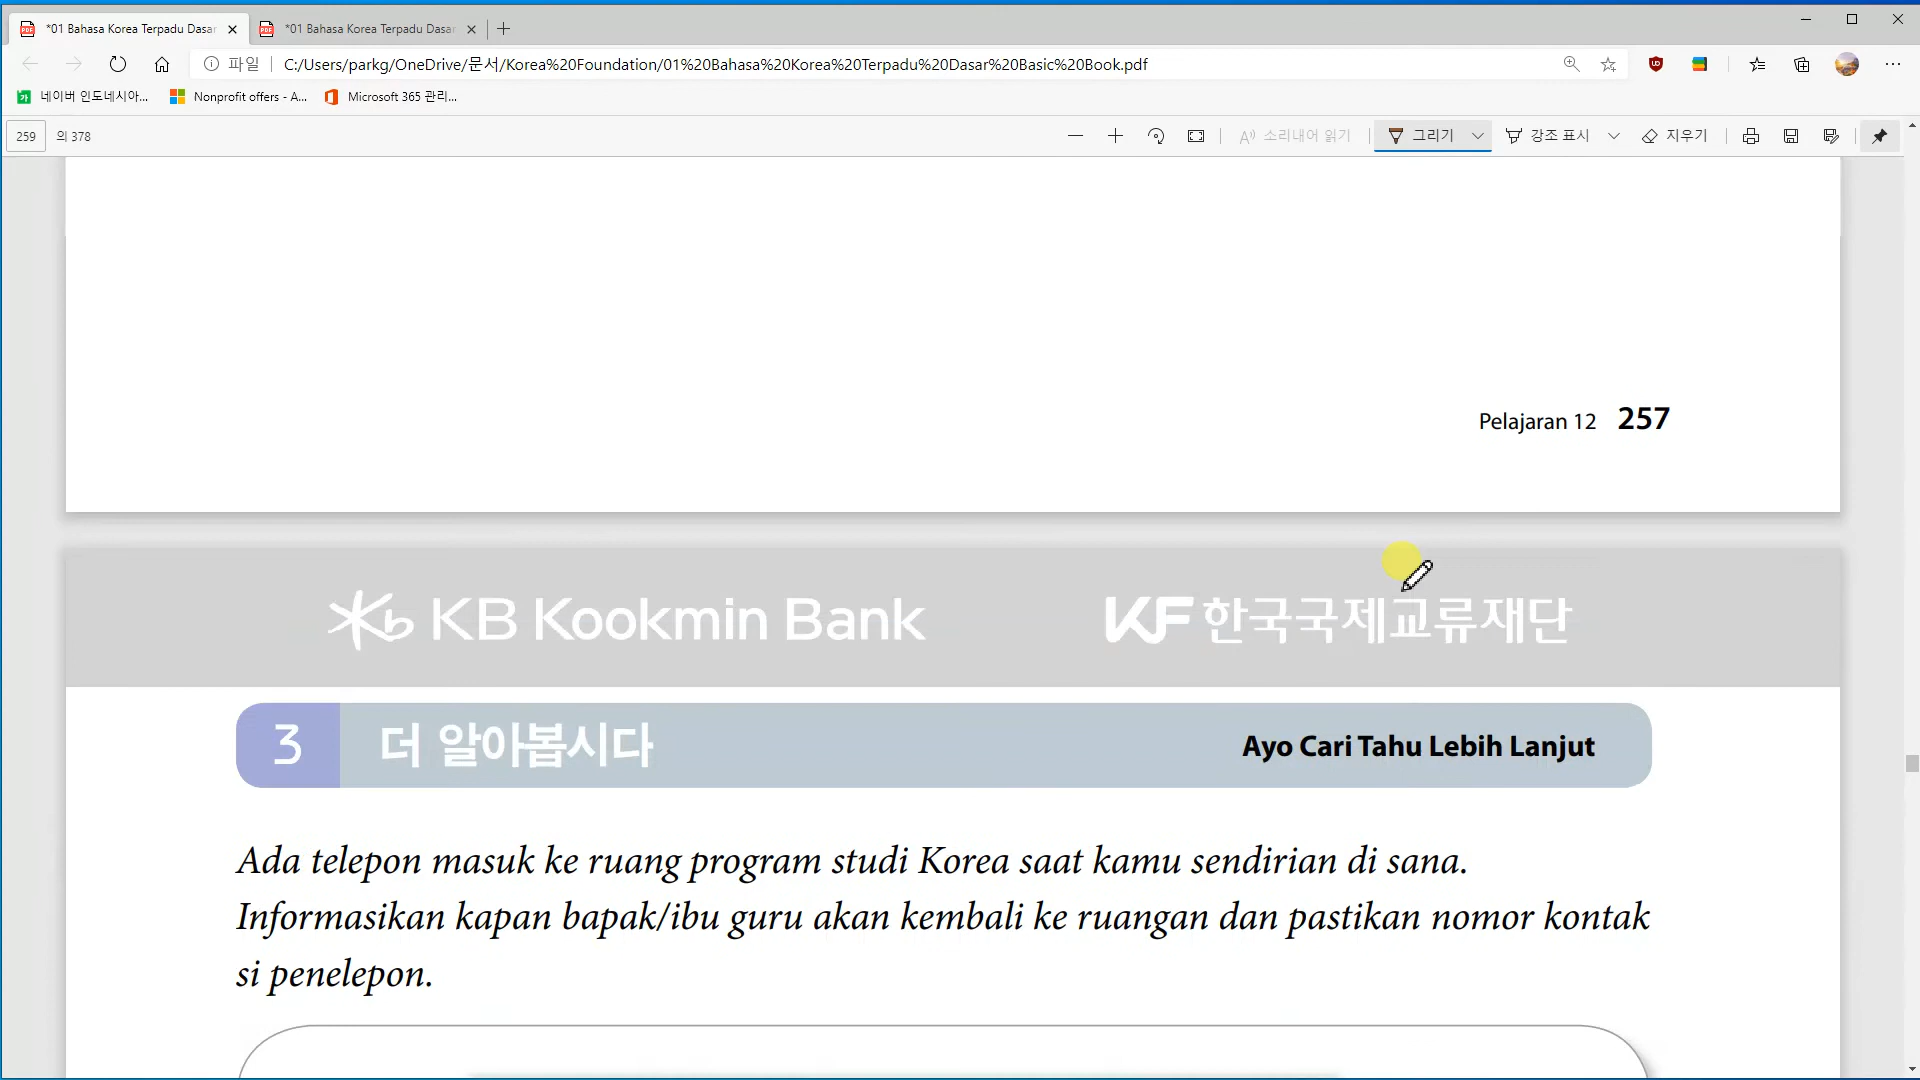 *01 Bahasa Korea Terpadu Dasar
*01 Bahasa Korea Terpadu Dasar
파일
C:/Users/parkg/OneDrive/문서/Korea%20Foundation/01%20Bahasa%20Korea%20Terpadu%20Dasar%20Basic%20Book.pdf
네이버 인도네시아...
Nonprofit offers - A...
Microsoft 365 관리...
259 의 378
소리내어 읽기
그리기
강조 표시
지우기
Pelajaran 12 257
KB Kookmin Bank
KF 한국국제교류재단
3 더 알아봅시다 Ayo Cari Tahu Lebih Lanjut
Ada telepon masuk ke ruang program studi Korea saat kamu sendirian di sana.
Informasikan kapan bapak/ibu guru akan kembali ke ruangan dan pastikan nomor kontak
si penelepon.